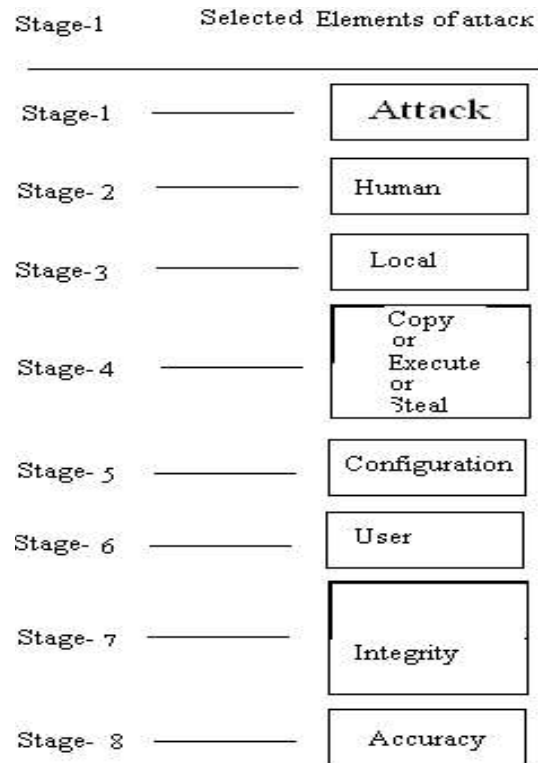 Stage-1 Selected Elements of attack
Stage-1 Attack
Stage- 2 Human
Stage-3 Local
Copy
or
Stage- 4 Execute
or
Steal
Stage- 5 Configuration
Stage- 6 User
Stage- 7 Integrity
Stage- 8 Accuracy